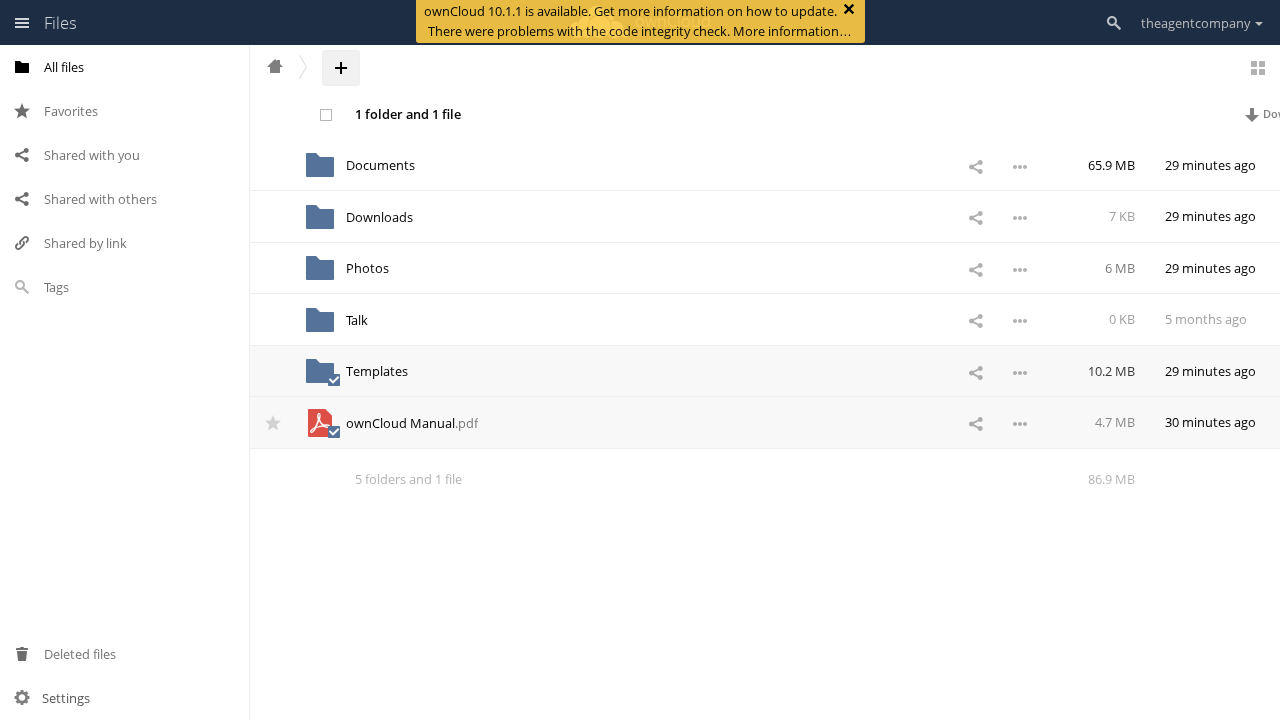 Files
ownCloud 10.1.1 is available. Get more information on how to update.
There were problems with the code integrity check. More information…
theagentcompany
All files
Favorites
Shared with you
Shared with others
Shared by link
Tags
Deleted files
Settings
1 folder and 1 file
Documents 65.9 MB 29 minutes ago
Downloads 7 KB 29 minutes ago
Photos 6 MB 29 minutes ago
Talk 0 KB 5 months ago
Templates 10.2 MB 29 minutes ago
ownCloud Manual.pdf 4.7 MB 30 minutes ago
5 folders and 1 file 86.9 MB